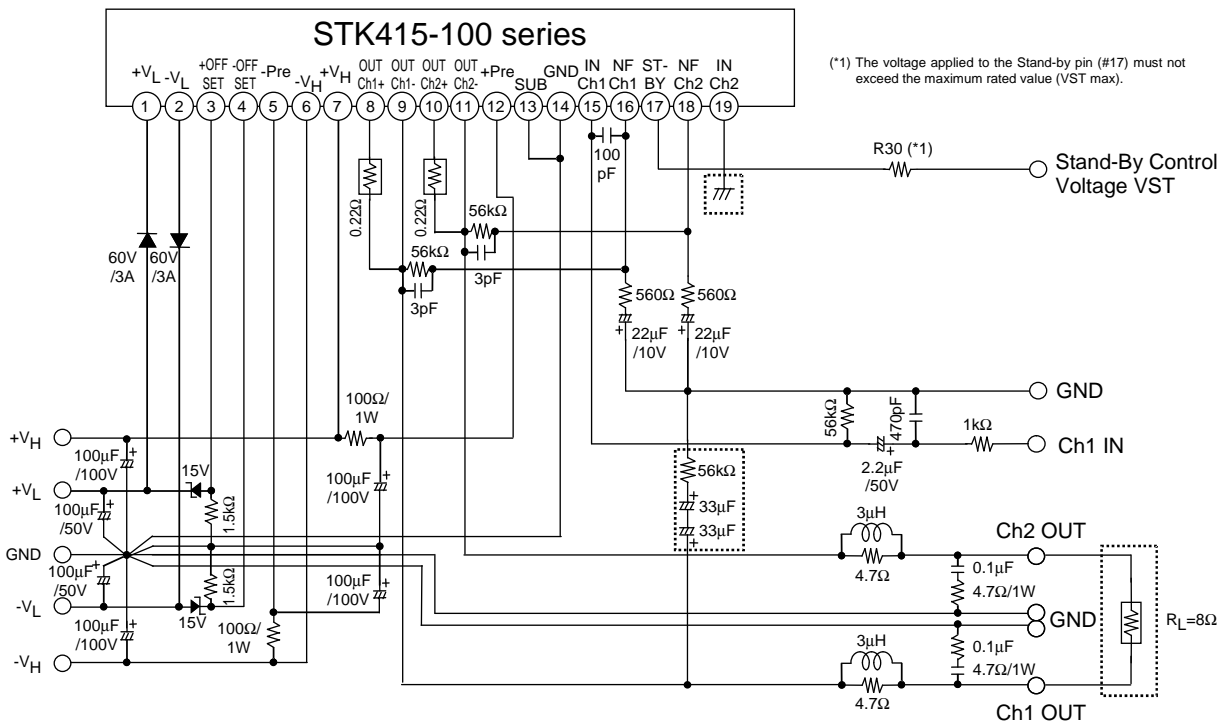 STK415-100 series
+VL -VL +OFF SET -OFF SET -Pre -VH +VH OUT Ch1+ OUT Ch1- OUT Ch2+ OUT Ch2- +Pre SUB GND IN Ch1 NF Ch1 ST-BY NF Ch2 IN Ch2
1 2 3 4 5 6 7 8 9 10 11 12 13 14 15 16 17 18 19
(*1) The voltage applied to the Stand-by pin (#17) must not
exceed the maximum rated value (VST max).
100
pF
R30 (*1)
Stand-By Control
Voltage VST
0.22Ω
0.22Ω
56kΩ
3pF
56kΩ
3pF
60V
/3A
60V
/3A
560Ω
560Ω
+
22µF
/10V
+
22µF
/10V
GND
56kΩ
470pF
1kΩ
Ch1 IN
+
2.2µF
/50V
100Ω/
1W
+VH
100µF
/100V
+
15V
+VL
100µF
/50V
+
1.5kΩ
100µF
/100V
+
56kΩ
+
33µF
33µF
+
GND
100µF
/50V
+
1.5kΩ
100µF
/100V
+
-VL
15V
100µF
/100V
+
100Ω/
1W
-VH
3µH
4.7Ω
Ch2 OUT
0.1µF
4.7Ω/1W
GND
RL=8Ω
3µH
4.7Ω
0.1µF
4.7Ω/1W
Ch1 OUT